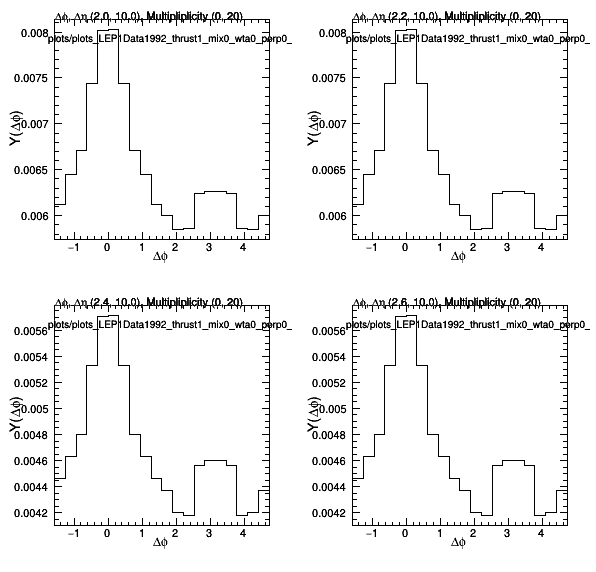 Δϕ, Δη (2.0, 10.0), Multipliplicity (0, 20)
plots/plots_LEP1Data1992_thrust1_mix0_wta0_perp0_
Y(Δϕ)
0.008
0.0075
0.007
0.0065
0.006
−1 0 1 2 3 4
Δϕ
Δϕ, Δη (2.2, 10.0), Multipliplicity (0, 20)
plots/plots_LEP1Data1992_thrust1_mix0_wta0_perp0_
Y(Δϕ)
0.008
0.0075
0.007
0.0065
0.006
−1 0 1 2 3 4
Δϕ
Δϕ, Δη (2.4, 10.0), Multipliplicity (0, 20)
plots/plots_LEP1Data1992_thrust1_mix0_wta0_perp0_
Y(Δϕ)
0.0056
0.0054
0.0052
0.005
0.0048
0.0046
0.0044
0.0042
−1 0 1 2 3 4
Δϕ
Δϕ, Δη (2.6, 10.0), Multipliplicity (0, 20)
plots/plots_LEP1Data1992_thrust1_mix0_wta0_perp0_
Y(Δϕ)
0.0056
0.0054
0.0052
0.005
0.0048
0.0046
0.0044
0.0042
−1 0 1 2 3 4
Δϕ